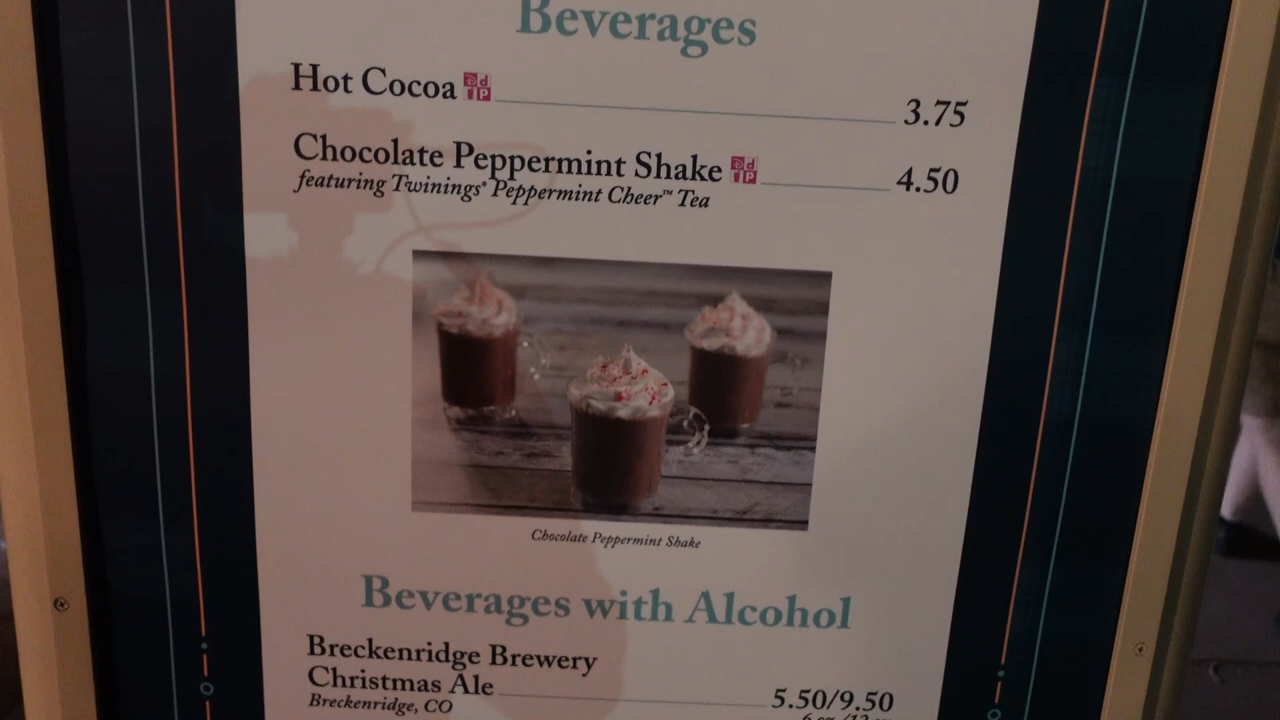 Beverages
Hot Cocoa 3.75
Chocolate Peppermint Shake 4.50
featuring Twinings® Peppermint Cheer™ Tea
Chocolate Peppermint Shake
Beverages with Alcohol
Breckenridge Brewery
Christmas Ale 5.50/9.50
Breckenridge, CO